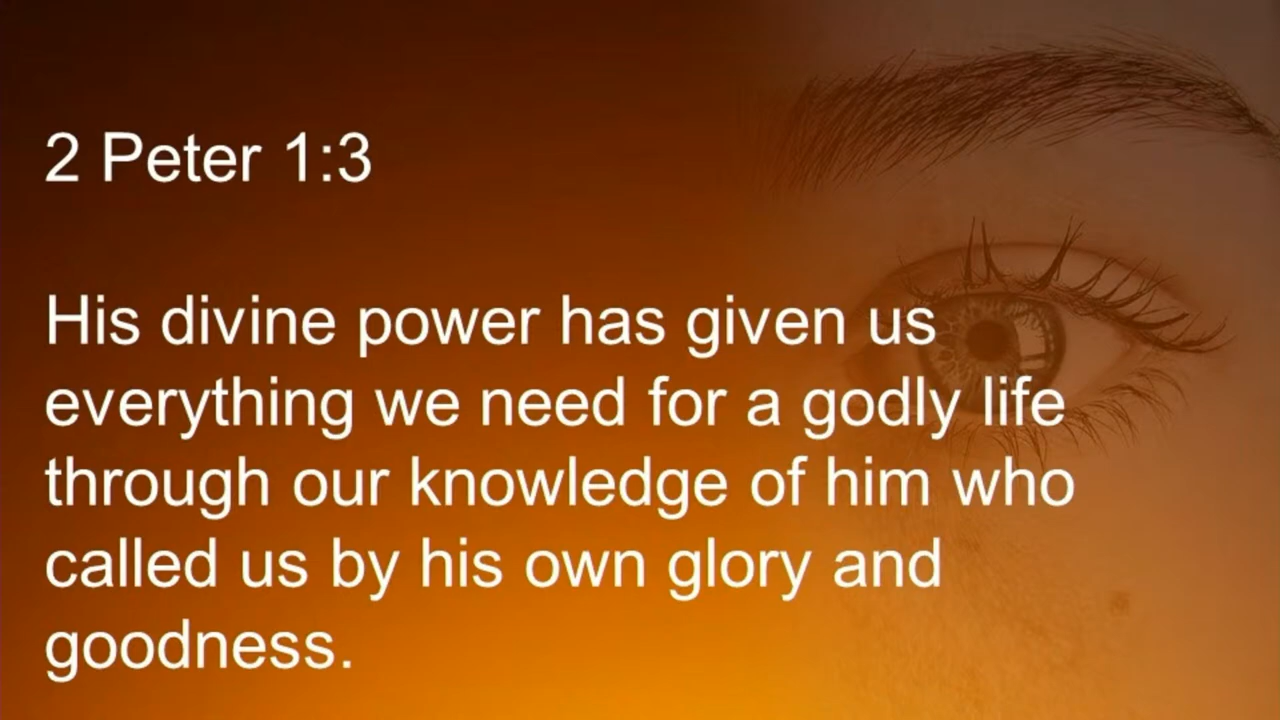 2 Peter 1:3
His divine power has given us
everything we need for a godly life
through our knowledge of him who
called us by his own glory and
goodness.